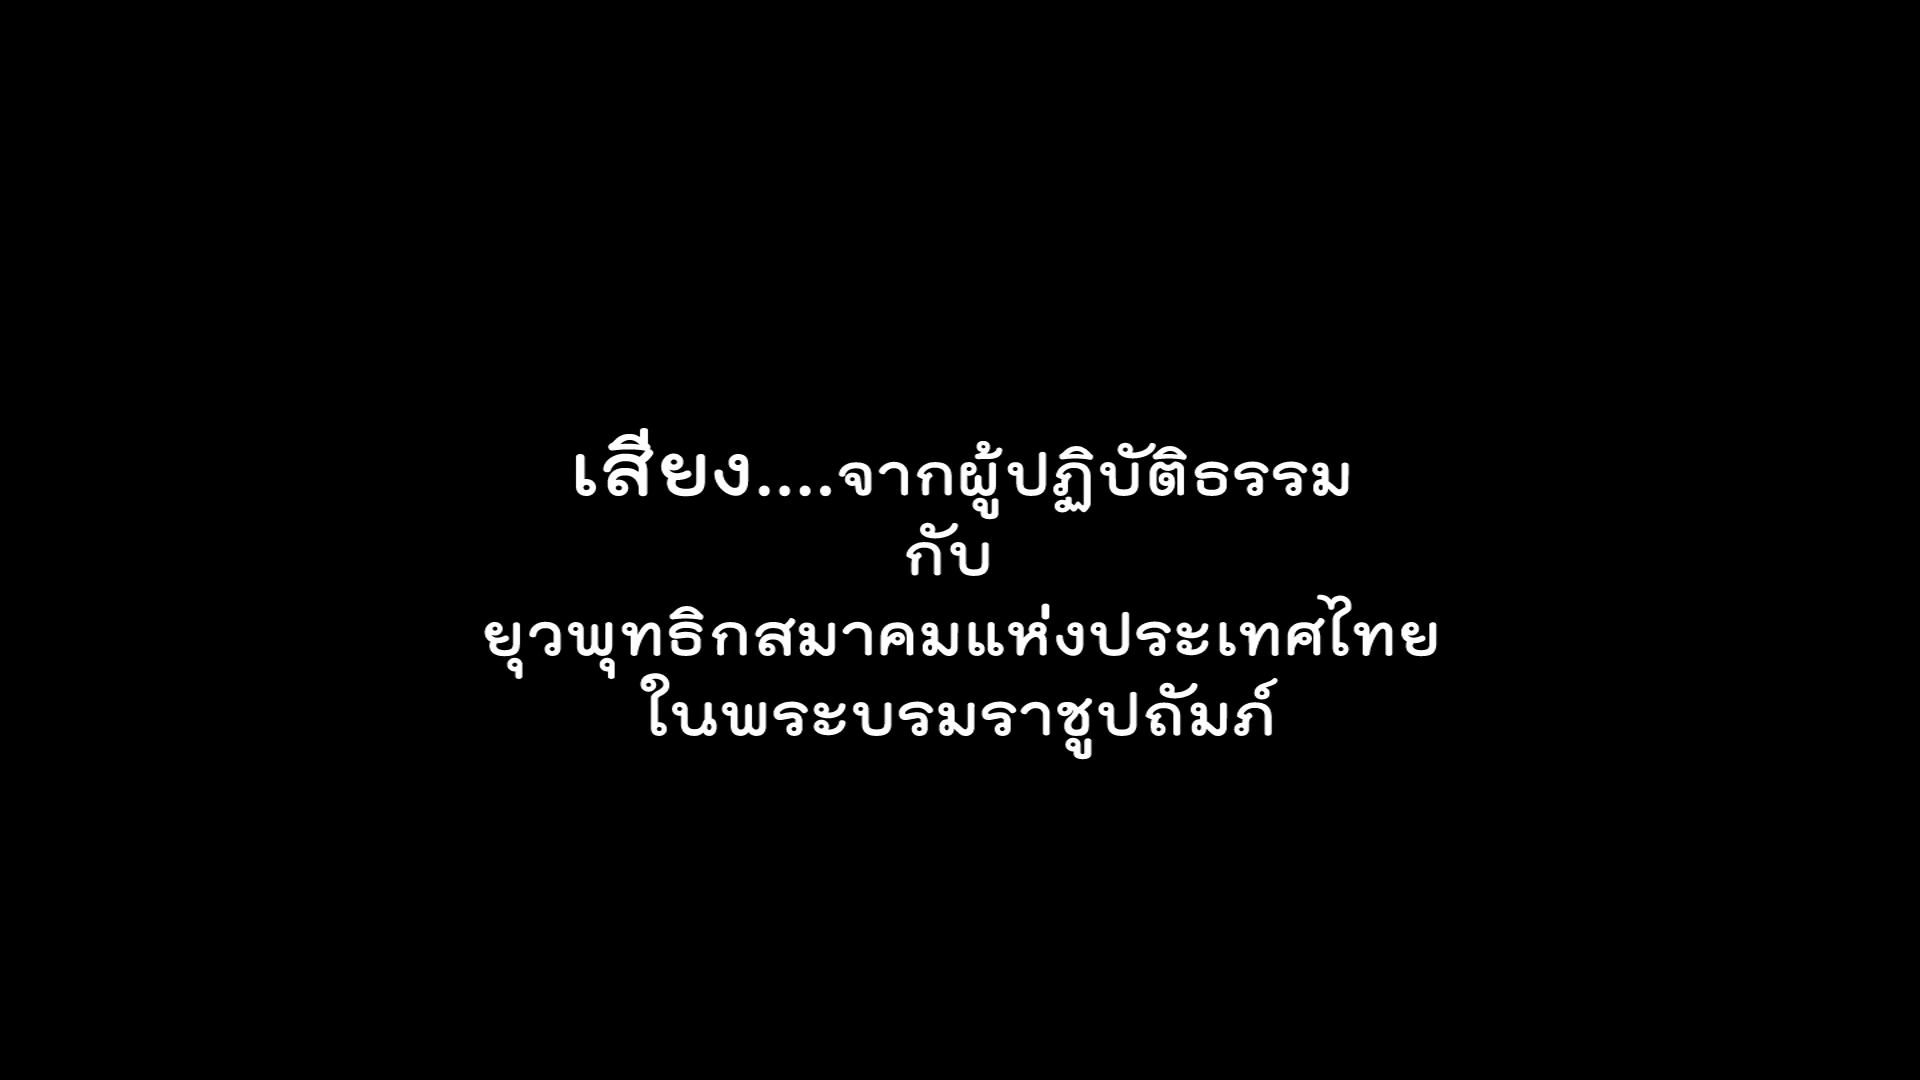 เสียง....จากผู้ปฏิบัติธรรม
กับ
ยุวพุทธิกสมาคมแห่งประเทศไทย
ในพระบรมราชูปถัมภ์